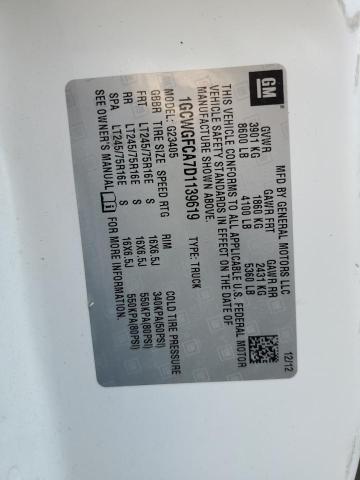 GM
MFD BY GENERAL MOTORS LLC 12/12
GVWR GAWR FRT GAWR RR
3901 KG 1860 KG 2431 KG
8600 LB 4100 LB 5360 LB
THIS VEHICLE CONFORMS TO ALL APPLICABLE U.S. FEDERAL MOTOR
VEHICLE SAFETY STANDARDS IN EFFECT ON THE DATE OF
MANUFACTURE SHOWN ABOVE.
1GCWGFCA7D1139619 TYPE: TRUCK
MODEL: G23405
GBBR TIRE SIZE SPEED RTG RIM COLD TIRE PRESSURE
FRT LT245/75R16E S 16X6.5J 340KPA(50PSI)
RR LT245/75R16E S 16X6.5J 550KPA(80PSI)
SPA LT245/75R16E S 16X6.5J 550KPA(80PSI)
SEE OWNER'S MANUAL